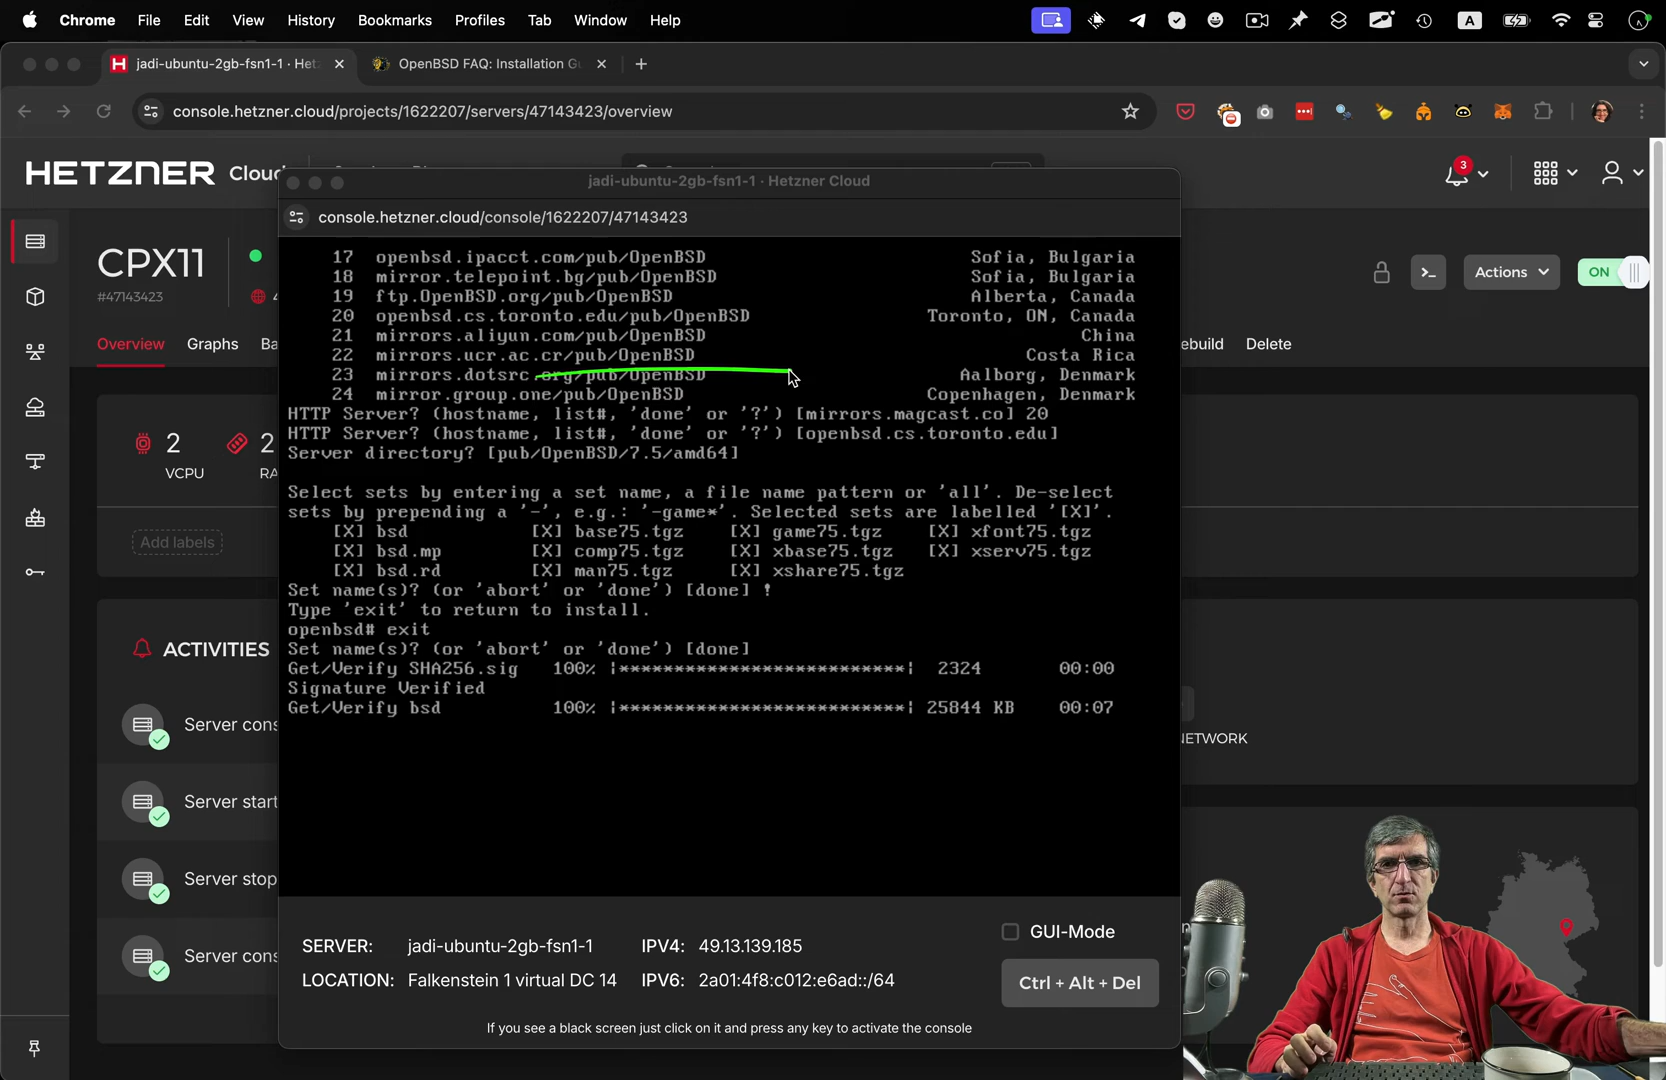 Chrome File Edit View History Bookmarks Profiles Tab Window Help
A
jadi-ubuntu-2gb-fsn1-1 · Hetz
OpenBSD FAQ: Installation Gu
console.hetzner.cloud/projects/1622207/servers/47143423/overview
HETZNER Cloud
3
jadi-ubuntu-2gb-fsn1-1 · Hetzner Cloud
console.hetzner.cloud/console/1622207/47143423
CPX11
#47143423
Actions
ON
Overview Graphs Ba
ebuild Delete
2
VCPU
2
RA
Add labels
ACTIVITIES
Server cons
Server start
Server stop
Server cons
NETWORK
17 openbsd.ipacct.com/pub/OpenBSD Sofia, Bulgaria
18 mirror.telepoint.bg/pub/OpenBSD Sofia, Bulgaria
19 ftp.OpenBSD.org/pub/OpenBSD Alberta, Canada
20 openbsd.cs.toronto.edu/pub/OpenBSD Toronto, ON, Canada
21 mirrors.aliyun.com/pub/OpenBSD China
22 mirrors.ucr.ac.cr/pub/OpenBSD Costa Rica
23 mirrors.dotsrc.org/pub/OpenBSD Aalborg, Denmark
24 mirror.group.one/pub/OpenBSD Copenhagen, Denmark
HTTP Server? (hostname, list#, 'done' or '?') [mirrors.magcast.co] 20
HTTP Server? (hostname, list#, 'done' or '?') [openbsd.cs.toronto.edu]
Server directory? [pub/OpenBSD/7.5/amd64]
Select sets by entering a set name, a file name pattern or 'all'. De-select
sets by prepending a '-', e.g.: '-game*'. Selected sets are labelled '[X]'.
[X] bsd [X] base75.tgz [X] game75.tgz [X] xfont75.tgz
[X] bsd.mp [X] comp75.tgz [X] xbase75.tgz [X] xserv75.tgz
[X] bsd.rd [X] man75.tgz [X] xshare75.tgz
Set name(s)? (or 'abort' or 'done') [done] !
Type 'exit' to return to install.
openbsd# exit
Set name(s)? (or 'abort' or 'done') [done]
Get/Verify SHA256.sig 100% |**************************| 2324 00:00
Signature Verified
Get/Verify bsd 100% |**************************| 25844 KB 00:07
SERVER: jadi-ubuntu-2gb-fsn1-1 IPV4: 49.13.139.185
LOCATION: Falkenstein 1 virtual DC 14 IPV6: 2a01:4f8:c012:e6ad::/64
GUI-Mode
Ctrl + Alt + Del
If you see a black screen just click on it and press any key to activate the console